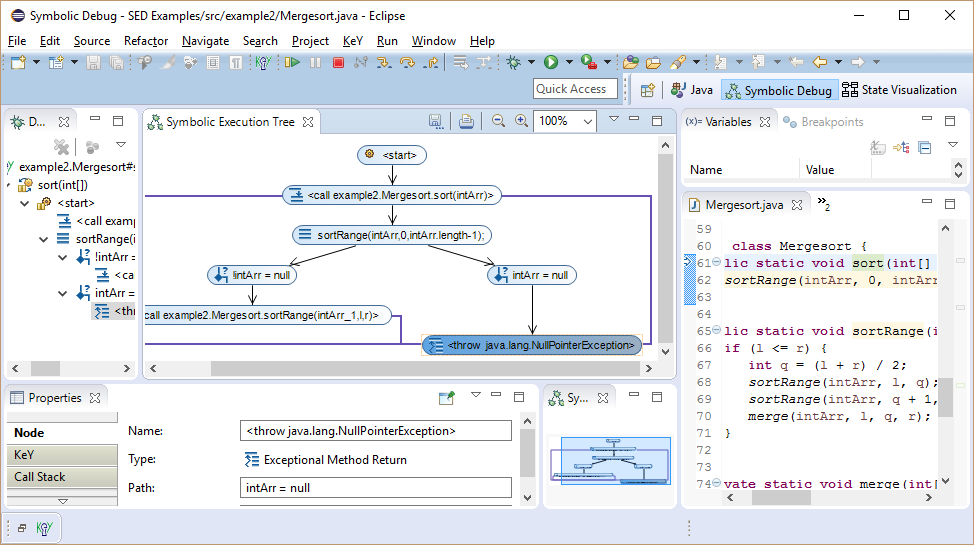 Symbolic Debug - SED Examples/src/example2/Mergesort.java - Eclipse
File Edit Source Refactor Navigate Search Project KeY Run Window Help
Quick Access
Java
Symbolic Debug
State Visualization
D...
example2.Mergesort#s
sort(int[])
<start>
<call examp
sortRange(i
!intArr =
<ca
intArr =
<thr
Symbolic Execution Tree
100%
<start>
<call example2.Mergesort.sort(intArr)>
sortRange(intArr,0,intArr.length-1);
!intArr = null
intArr = null
call example2.Mergesort.sortRange(intArr_1,l,r)>
<throw java.lang.NullPointerException>
(x)= Variables
Breakpoints
Name Value
Mergesort.java
»2
59
60 class Mergesort {
61 lic static void sort(int[]
62 sortRange(intArr, 0, intArr
63
64
65 lic static void sortRange(i
66 if (l <= r) {
67 int q = (l + r) / 2;
68 sortRange(intArr, l, q);
69 sortRange(intArr, q + 1,
70 merge(intArr, l, q, r);
71 }
72
73
74 vate static void merge(int[
Properties
Node
KeY
Call Stack
Name: <throw java.lang.NullPointerException>
Type: Exceptional Method Return
Path: intArr = null
Sy...
KeY